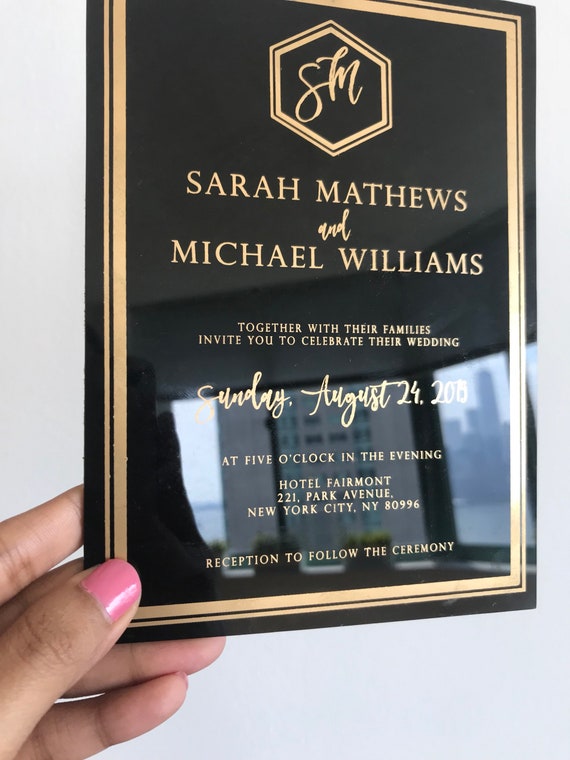 SM
SARAH MATHEWS
and
MICHAEL WILLIAMS
TOGETHER WITH THEIR FAMILIES
INVITE YOU TO CELEBRATE THEIR WEDDING
Sunday, August 24,
AT FIVE O'CLOCK IN THE EVENING
HOTEL FAIRMONT
221, PARK AVENUE,
NEW YORK CITY, NY 80996
RECEPTION TO FOLLOW THE CEREMONY